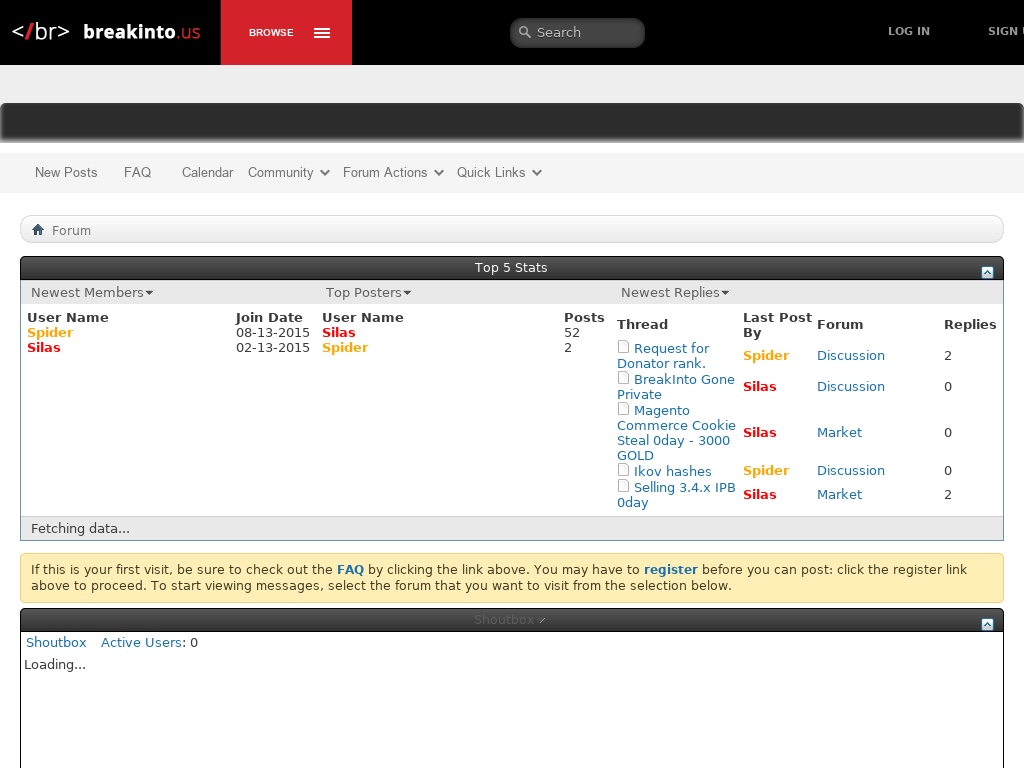 </br> breakinto.us
BROWSE
Search
LOG IN
SIGN
New Posts FAQ Calendar Community Forum Actions Quick Links
Forum
Top 5 Stats
Newest Members Top Posters Newest Replies
User Name Join Date
Spider 08-13-2015
Silas 02-13-2015
User Name Posts
Silas 52
Spider 2
Thread Last Post By Forum Replies
Request for
Donator rank. Spider Discussion 2
BreakInto Gone
Private Silas Discussion 0
Magento
Commerce Cookie
Steal 0day - 3000
GOLD Silas Market 0
Ikov hashes Spider Discussion 0
Selling 3.4.x IPB
0day Silas Market 2
Fetching data...
If this is your first visit, be sure to check out the FAQ by clicking the link above. You may have to register before you can post: click the register link
above to proceed. To start viewing messages, select the forum that you want to visit from the selection below.
Shoutbox
Shoutbox Active Users: 0
Loading...